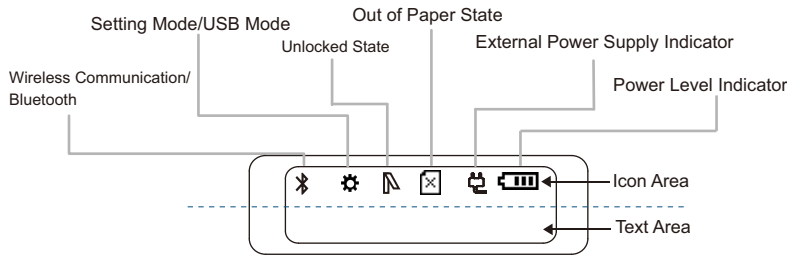 Out of Paper State
Setting Mode/USB Mode
Unlocked State
External Power Supply Indicator
Wireless Communication/
Bluetooth
Power Level Indicator
Icon Area
Text Area